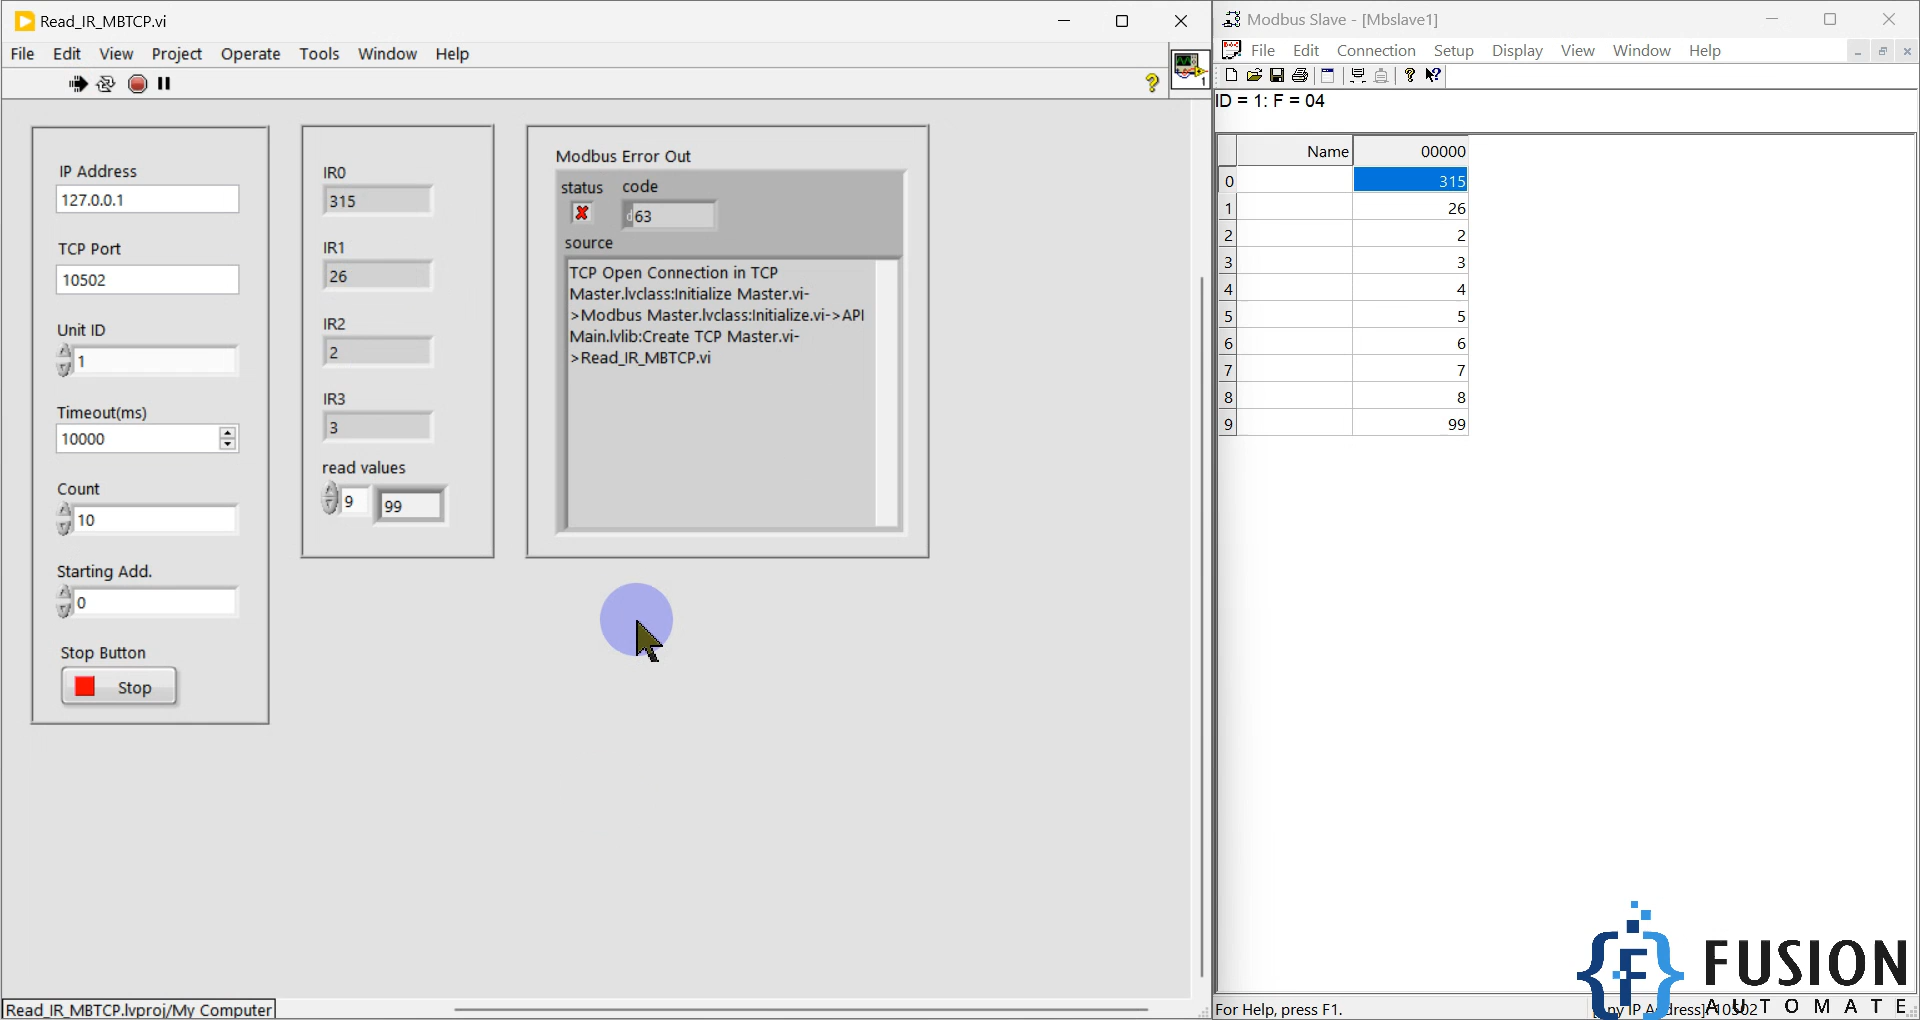 Read_IR_MBTCP.vi
File Edit View Project Operate Tools Window Help
1
IP Address
127.0.0.1
TCP Port
10502
Unit ID
1
Timeout(ms)
10000
Count
10
Starting Add.
0
Stop Button
Stop
IR0
315
IR1
26
IR2
2
IR3
3
read values
9 99
Modbus Error Out
status code
d63
source
TCP Open Connection in TCP
Master.lvclass:Initialize Master.vi-
>Modbus Master.lvclass:Initialize.vi->API
Main.lvlib:Create TCP Master.vi-
>Read_IR_MBTCP.vi
Read_IR_MBTCP.lvproj/My Computer
Modbus Slave - [Mbslave1]
File Edit Connection Setup Display View Window Help
ID = 1: F = 04
Name 00000
0 315
1 26
2 2
3 3
4 4
5 5
6 6
7 7
8 8
9 99
For Help, press F1.
10502
FUSION
AUTOMATE